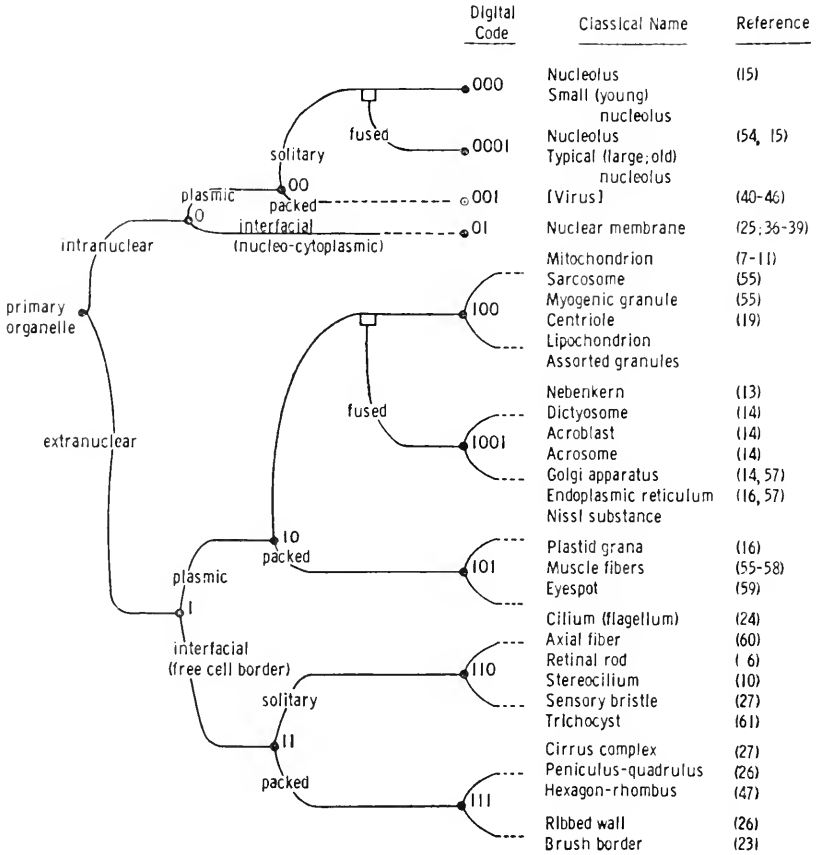 Digital
Code Classical Name Reference
000 Nucleolus (15)
Small (young)
nucleolus
fused
0001 Nucleolus (54, 15)
Typical (large; old)
nucleolus
solitary
00
plasmic
packed
001 [Virus] (40-46)
0
interfacial
(nucleo-cytoplasmic)
01 Nuclear membrane (25; 36-39)
intranuclear
primary
organelle
Mitochondrion (7-11)
Sarcosome (55)
100 Myogenic granule (55)
Centriole (19)
Lipochondrion
Assorted granules
fused
Nebenkern (13)
Dictyosome (14)
1001 Acroblast (14)
Acrosome (14)
Golgi apparatus (14, 57)
Endoplasmic reticulum (16, 57)
Nissl substance
extranuclear
10
packed
plasmic
Plastid grana (16)
101 Muscle fibers (55-58)
Eyespot (59)
1
interfacial
(free cell border)
Cilium (flagellum) (24)
Axial fiber (60)
110 Retinal rod ( 6)
Stereocilium (10)
Sensory bristle (27)
Trichocyst (61)
solitary
11
packed
Cirrus complex (27)
Peniculus-quadrulus (26)
111 Hexagon-rhombus (47)
Ribbed wall (26)
Brush border (23)